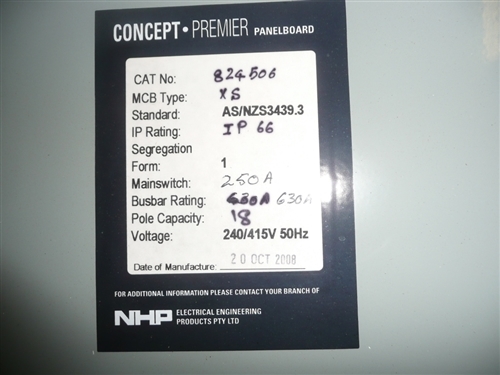 CONCEPT • PREMIER PANELBOARD
CAT No: 824506
MCB Type: XS
Standard: AS/NZS3439.3
IP Rating: IP 66
Segregation
Form: 1
Mainswitch: 250A
Busbar Rating: 630A 630A
Pole Capacity: 18
Voltage: 240/415V 50Hz
Date of Manufacture: 20 OCT 2008
FOR ADDITIONAL INFORMATION PLEASE CONTACT YOUR BRANCH OF
NHP ELECTRICAL ENGINEERING
PRODUCTS PTY LTD